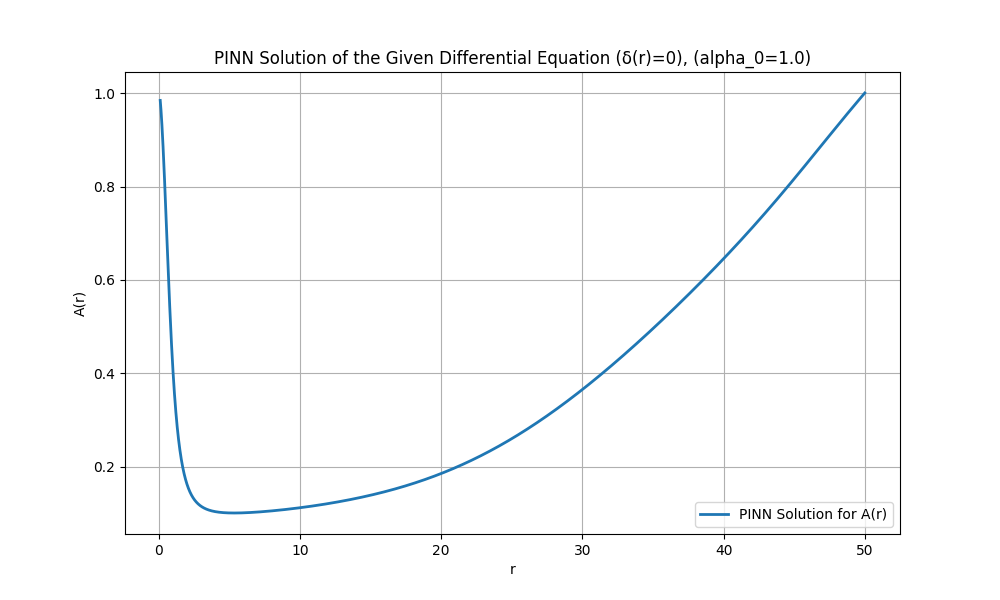 PINN Solution of the Given Differential Equation (δ(r)=0), (alpha_0=1.0)
1.0
0.8
0.6
0.4
0.2
A(r)
PINN Solution for A(r)
0 10 20 30 40 50
r